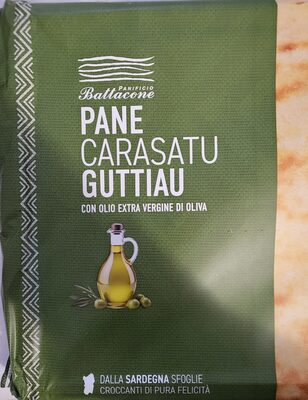 PANIFICIO
Battacone
PANE
CARASATU
GUTTIAU
CON OLIO EXTRA VERGINE DI OLIVA
DALLA SARDEGNA SFOGLIE
CROCCANTI DI PURA FELICITÀ